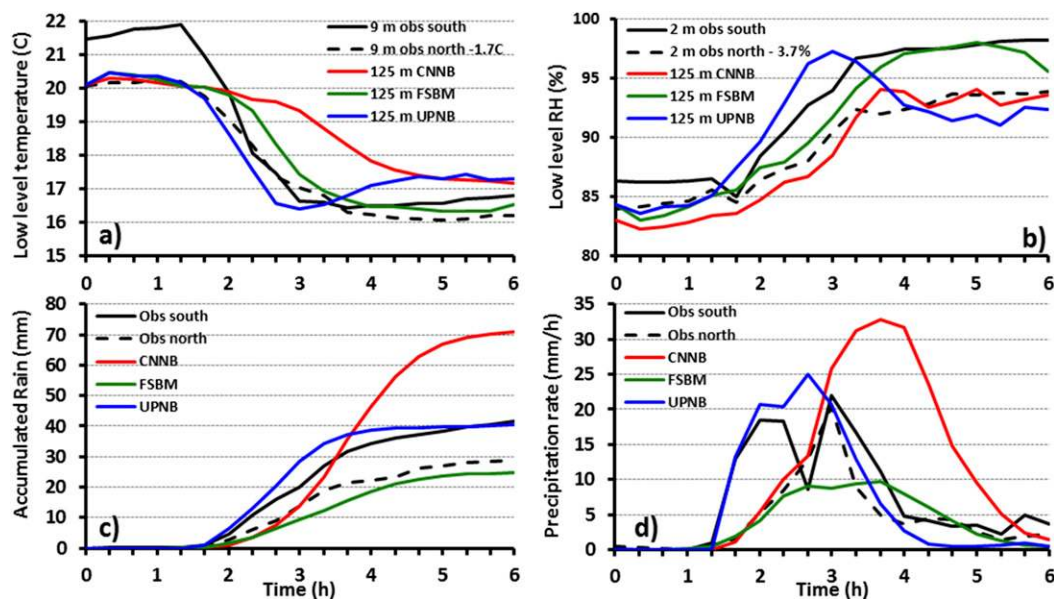 Low level temperature (C)
22
21
20
19
18
17
16
15
9 m obs south
9 m obs north -1.7C
125 m CNNB
125 m FSBM
125 m UPNB
a)
0 1 2 3 4 5 6
Low level RH (%)
100
95
90
85
80
2 m obs south
2 m obs north - 3.7%
125 m CNNB
125 m FSBM
125 m UPNB
b)
0 1 2 3 4 5 6
Accumulated Rain (mm)
80
70
60
50
40
30
20
10
0
Obs south
Obs north
CNNB
FSBM
UPNB
c)
0 1 2 3 4 5 6
Time (h)
Precipitation rate (mm/h)
35
30
25
20
15
10
5
0
Obs south
Obs north
CNNB
FSBM
UPNB
d)
0 1 2 3 4 5 6
Time (h)